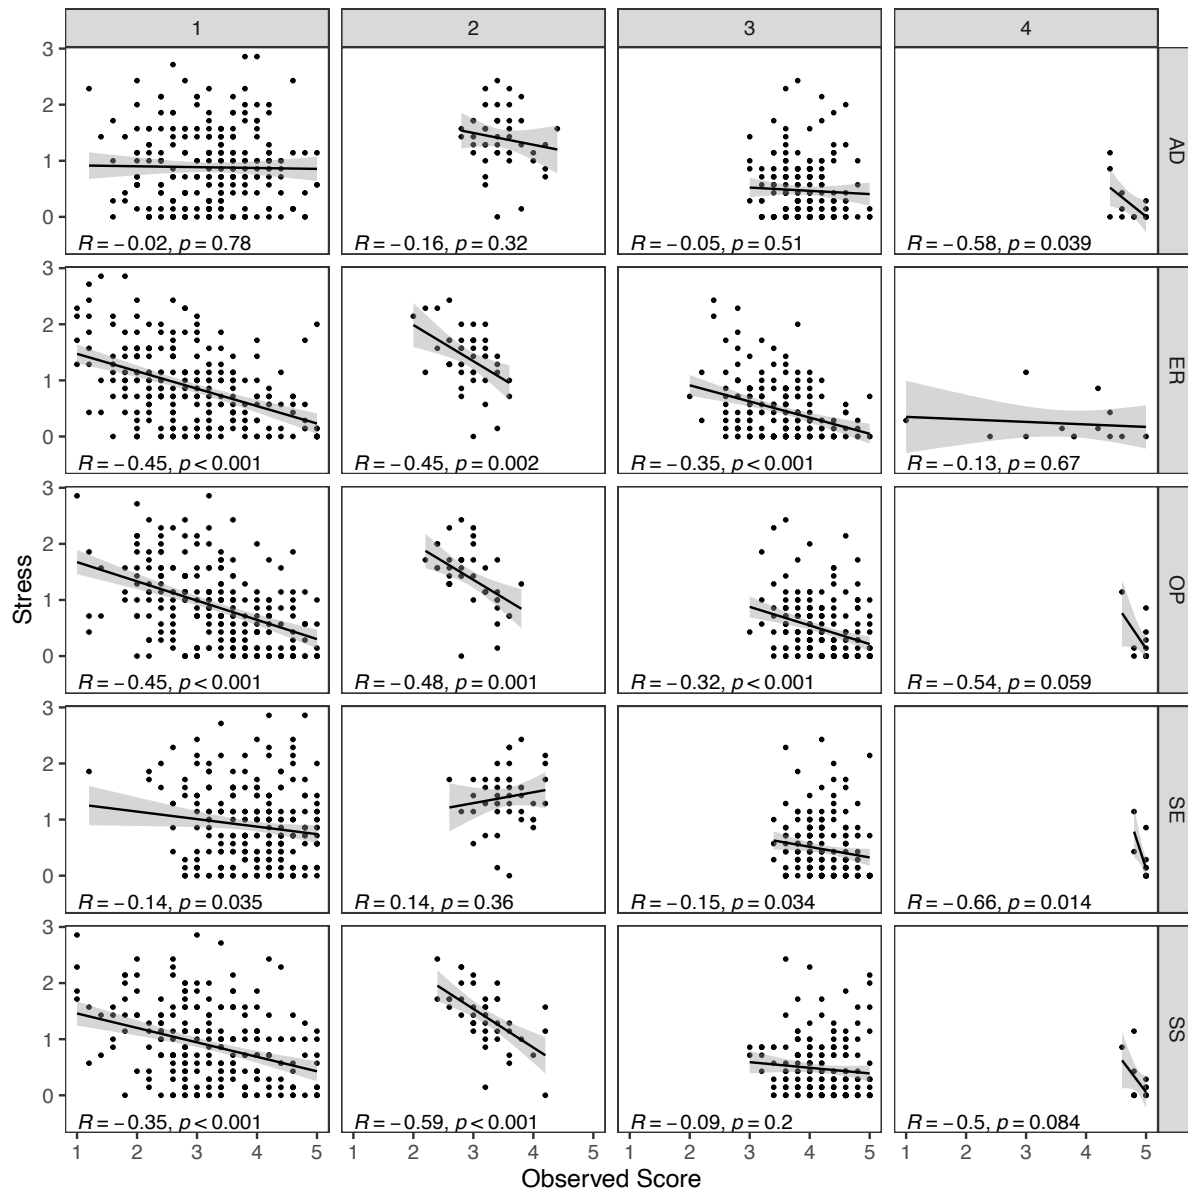 1 2 3 4
3
2
1
0
R = −0.02, p = 0.78 R = −0.16, p = 0.32 R = −0.05, p = 0.51 R = −0.58, p = 0.039
AD
3
2
1
0
R = −0.45, p < 0.001 R = −0.45, p = 0.002 R = −0.35, p < 0.001 R = −0.13, p = 0.67
ER
3
2
1
0
R = −0.45, p < 0.001 R = −0.48, p = 0.001 R = −0.32, p < 0.001 R = −0.54, p = 0.059
OP
Stress
3
2
1
0
R = −0.14, p = 0.035 R = 0.14, p = 0.36 R = −0.15, p = 0.034 R = −0.66, p = 0.014
SE
3
2
1
0
R = −0.35, p < 0.001 R = −0.59, p < 0.001 R = −0.09, p = 0.2 R = −0.5, p = 0.084
SS
1 2 3 4 5 1 2 3 4 5 1 2 3 4 5 1 2 3 4 5
Observed Score